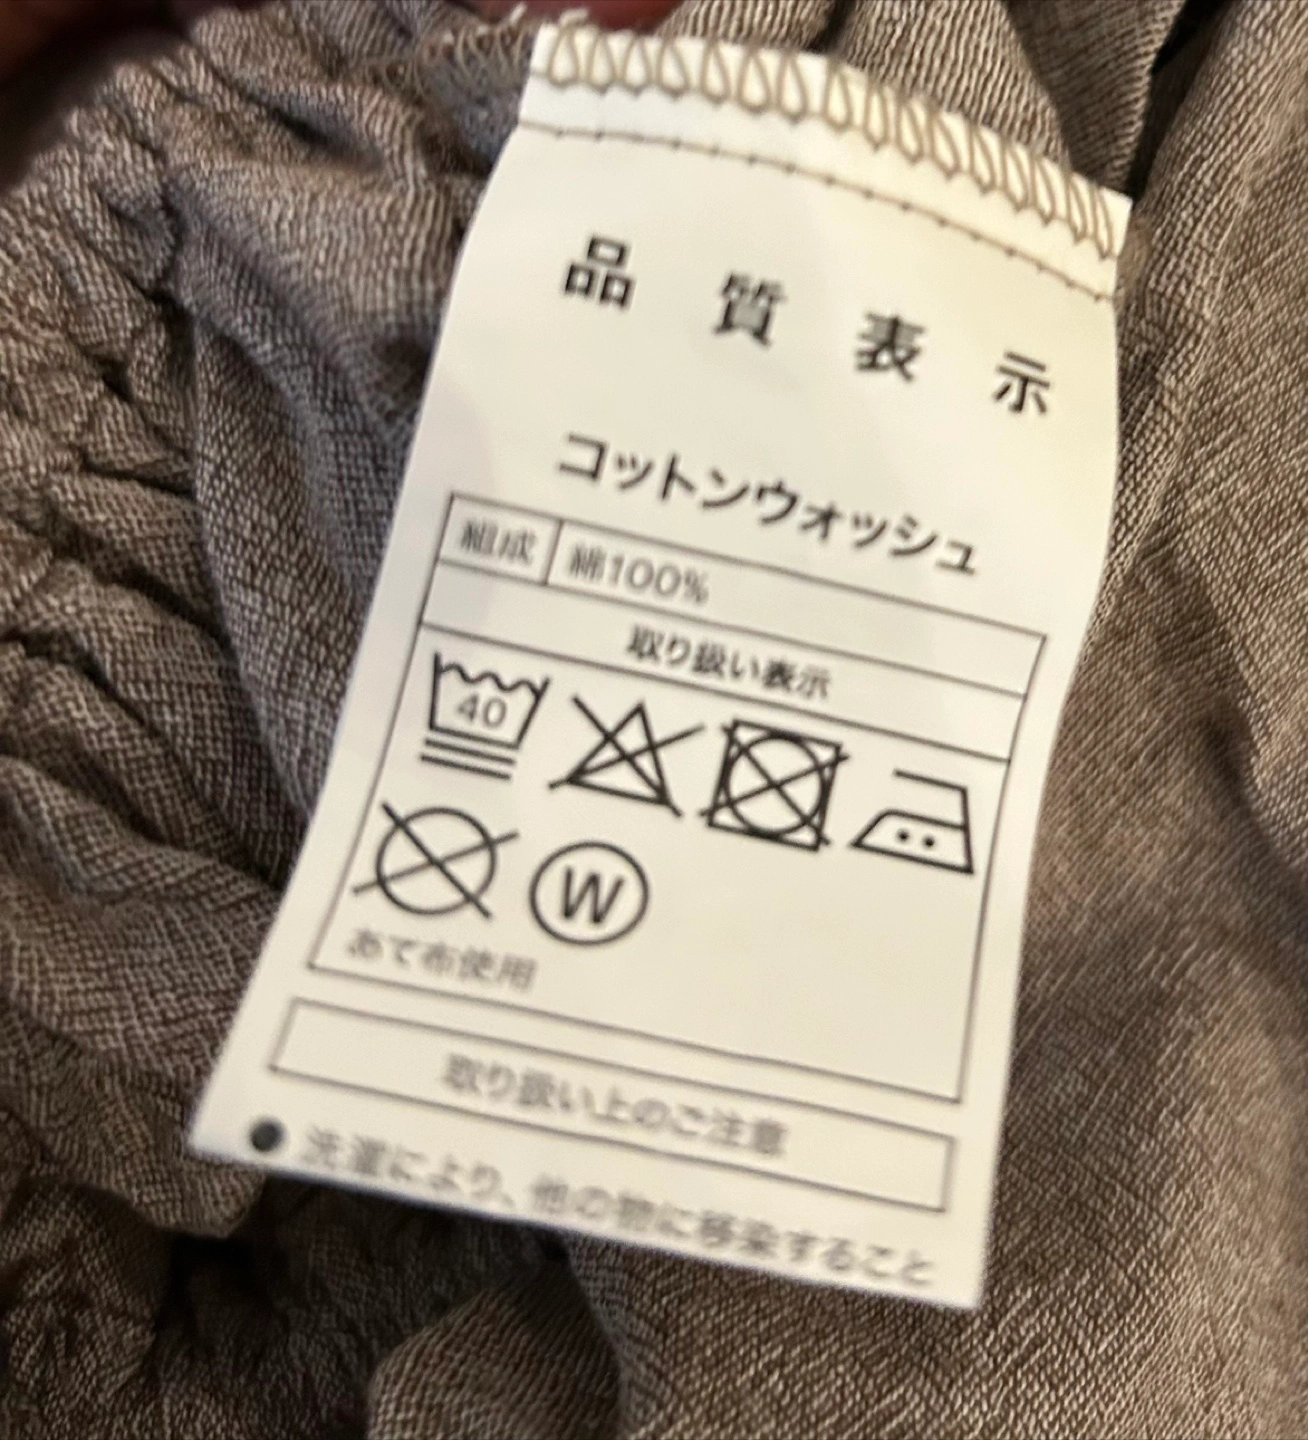 品質表示
コットンウォッシュ
組成 綿100%
取り扱い表示
40
W
あて布使用
取り扱い上のご注意
●洗濯により、他の物に移染すること